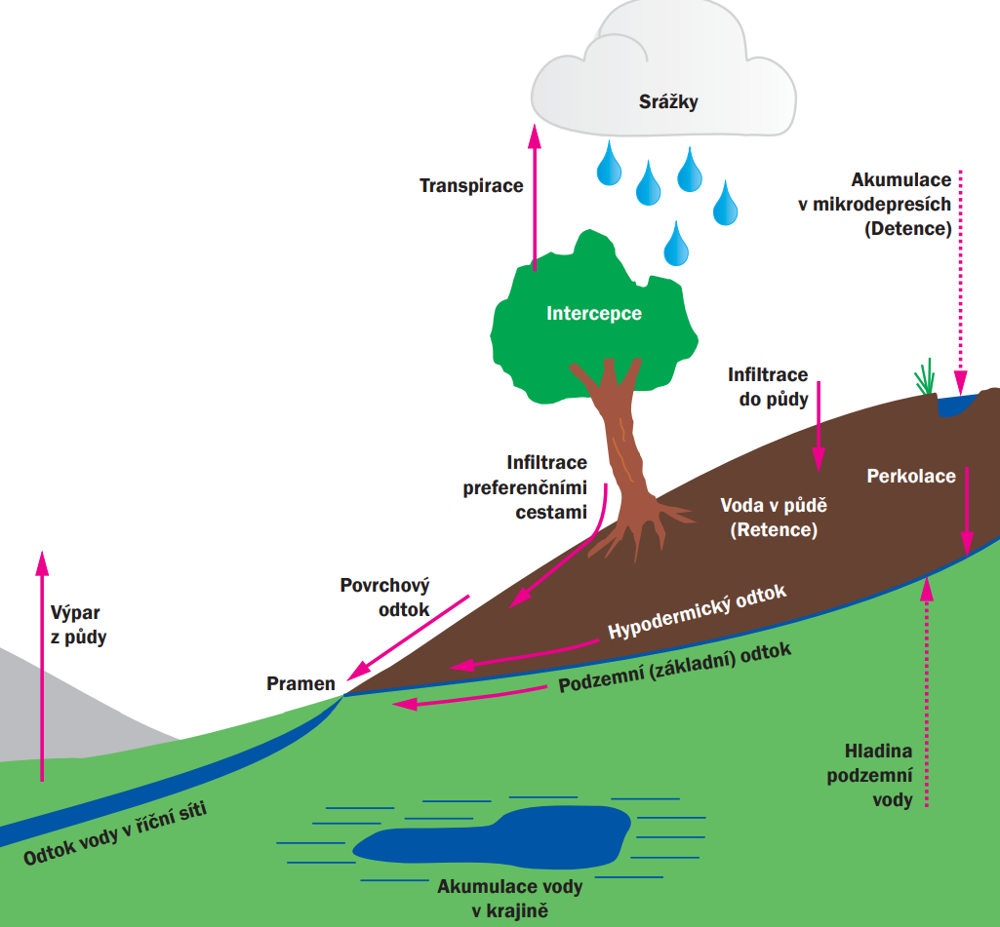 Srážky
Transpirace
Akumulace
v mikrodepresích
(Detence)
Intercepce
Infiltrace
do půdy
Infiltrace
preferenčními
cestami
Perkolace
Voda v půdě
(Retence)
Povrchový
odtok
Výpar
z půdy
Hypodermický odtok
Podzemní (základní) odtok
Pramen
Hladina
podzemní
vody
Odtok vody v říční síti
Akumulace vody
v krajině